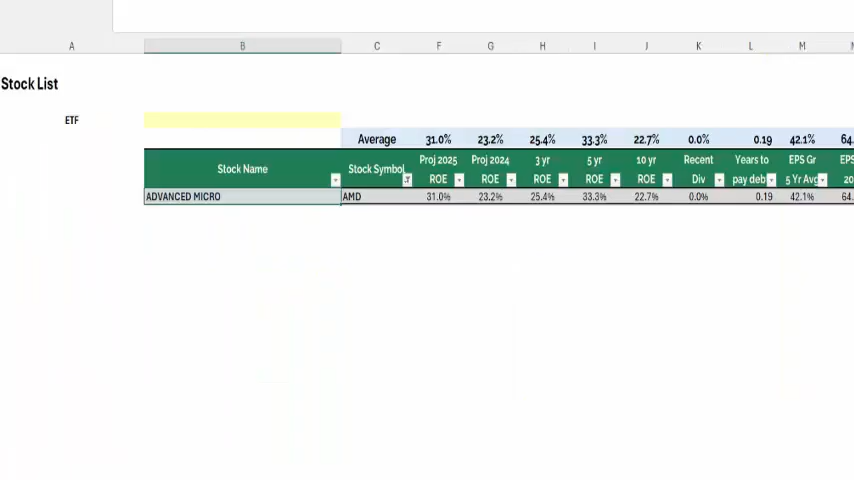 A B C F G H I J K L M
Stock List
ETF
Average 31.0% 23.2% 25.4% 33.3% 22.7% 0.0% 0.19 42.1% 64.
Proj 2025 Proj 2024 3 yr 5 yr 10 yr Recent Years to EPS Gr EPS
Stock Name Stock Symbol
ROE ROE ROE ROE ROE Div pay debt 5 Yr Avg 20
ADVANCED MICRO AMD 31.0% 23.2% 25.4% 33.3% 22.7% 0.0% 0.19 42.1% 64.